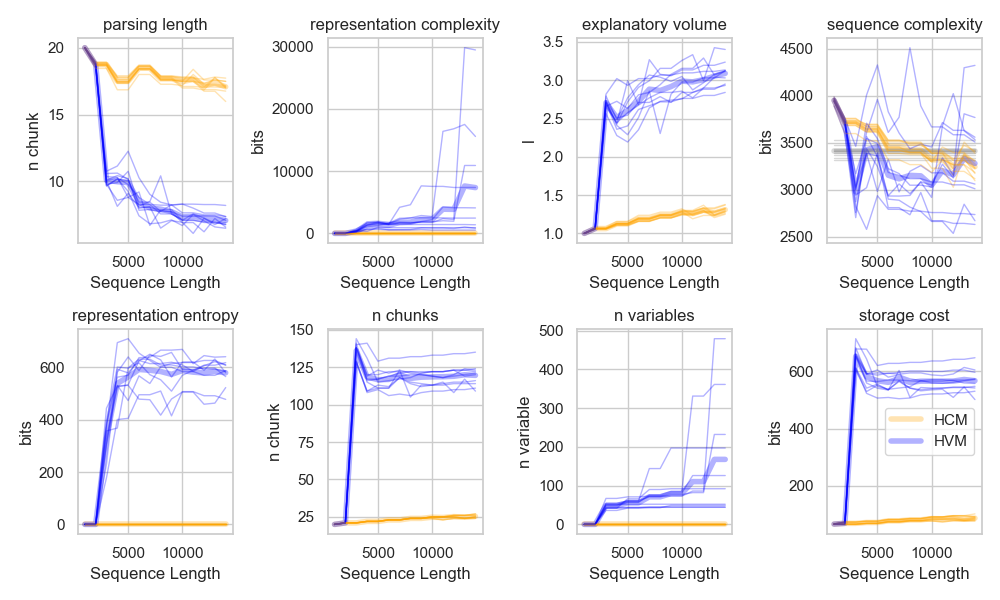 parsing length
representation complexity
explanatory volume
sequence complexity
n chunk
20
15
10
5000
10000
Sequence Length
bits
30000
20000
10000
0
5000
10000
Sequence Length
l
3.5
3.0
2.5
2.0
1.5
1.0
5000
10000
Sequence Length
bits
4500
4000
3500
3000
2500
5000
10000
Sequence Length
representation entropy
n chunks
n variables
storage cost
bits
600
400
200
0
5000
10000
Sequence Length
n chunk
150
125
100
75
50
25
5000
10000
Sequence Length
n variable
500
400
300
200
100
0
5000
10000
Sequence Length
bits
600
400
200
HCM
HVM
5000
10000
Sequence Length